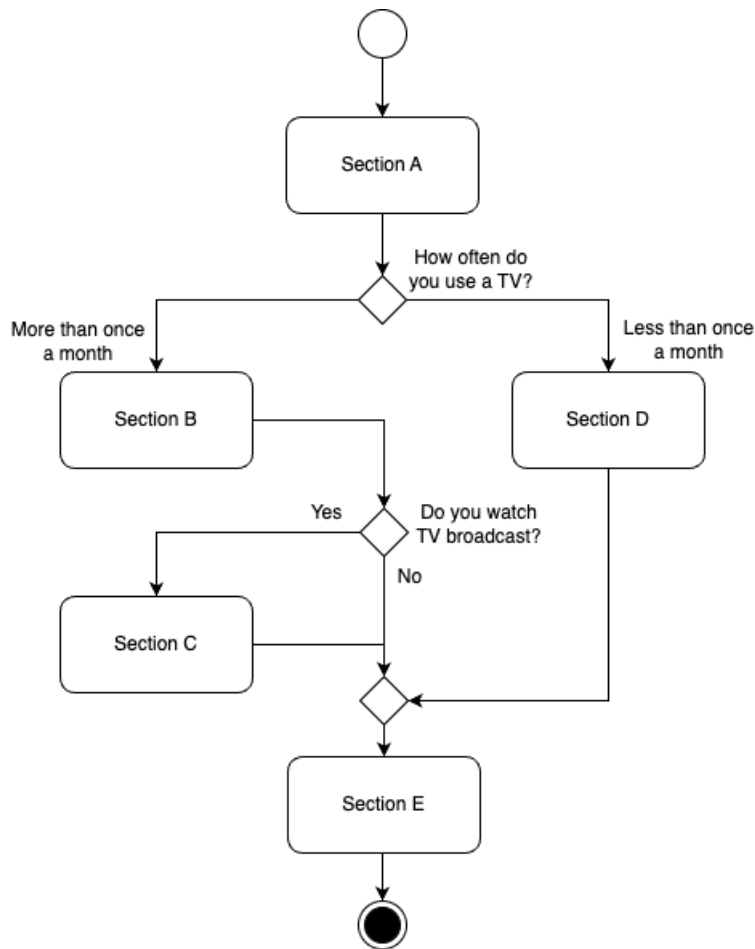 Section A
How often do
you use a TV?
More than once
a month
Less than once
a month
Section B
Section D
Yes
Do you watch
TV broadcast?
No
Section C
Section E